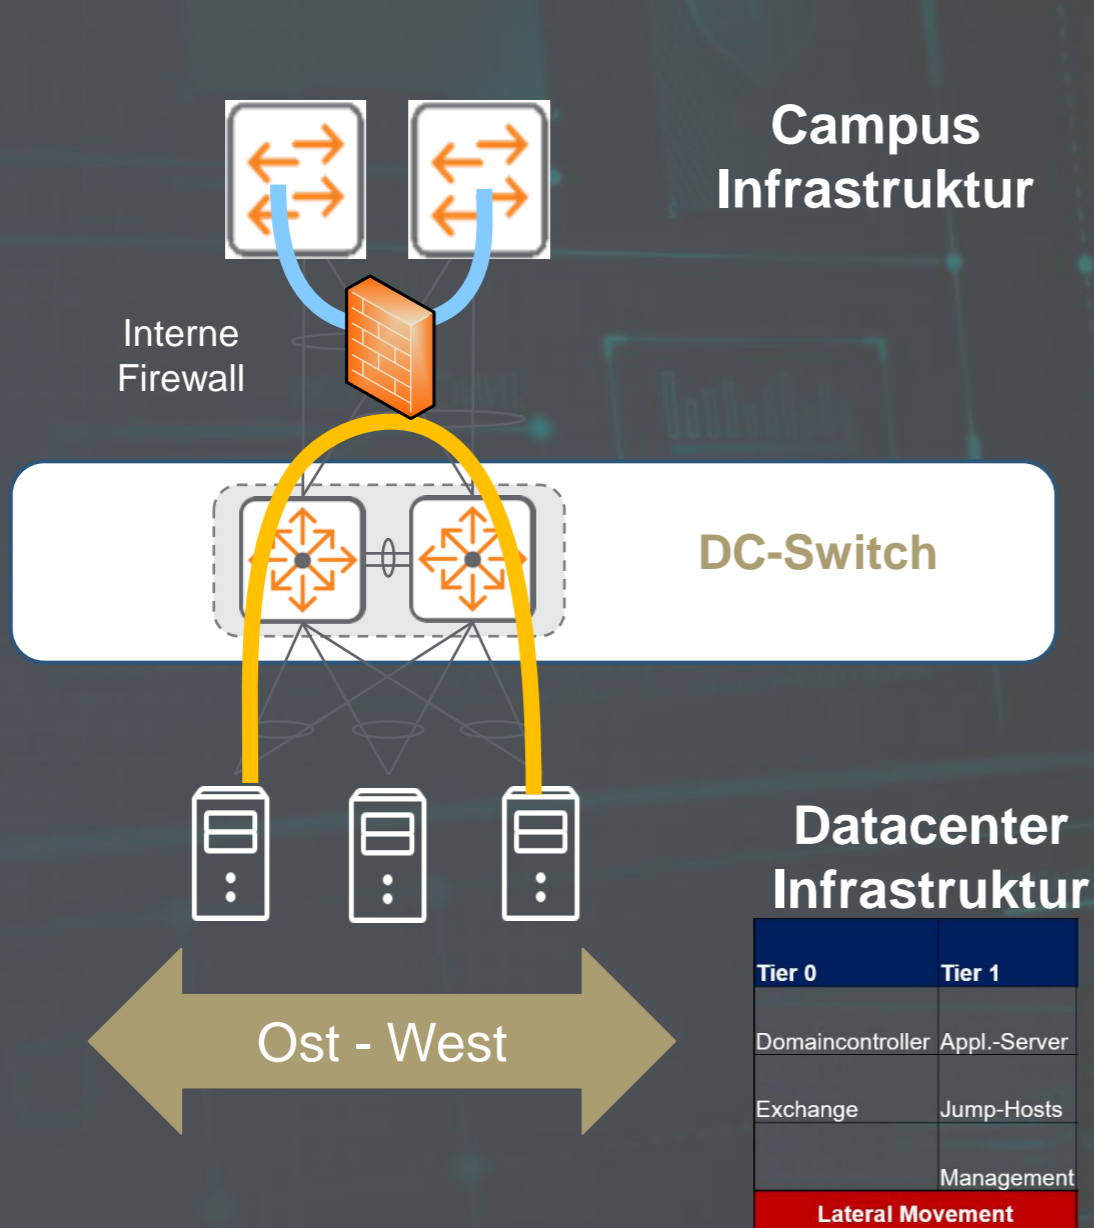 Campus
Infrastruktur
Interne
Firewall
DC-Switch
Datacenter
Infrastruktur
Tier 0 Tier 1
Domaincontroller Appl.-Server
Exchange Jump-Hosts
Management
Lateral Movement
Ost - West